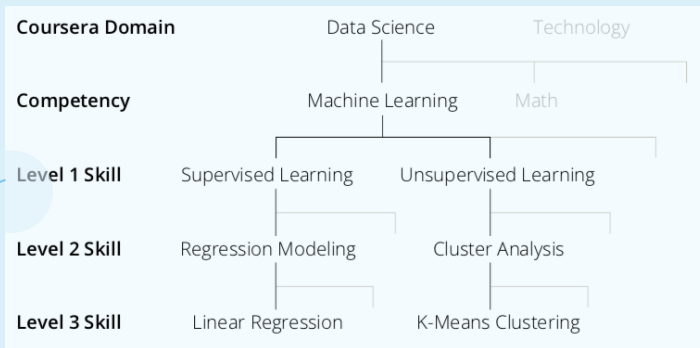 Coursera Domain Data Science Technology
Competency Machine Learning Math
Level 1 Skill Supervised Learning Unsupervised Learning
Level 2 Skill Regression Modeling Cluster Analysis
Level 3 Skill Linear Regression K-Means Clustering